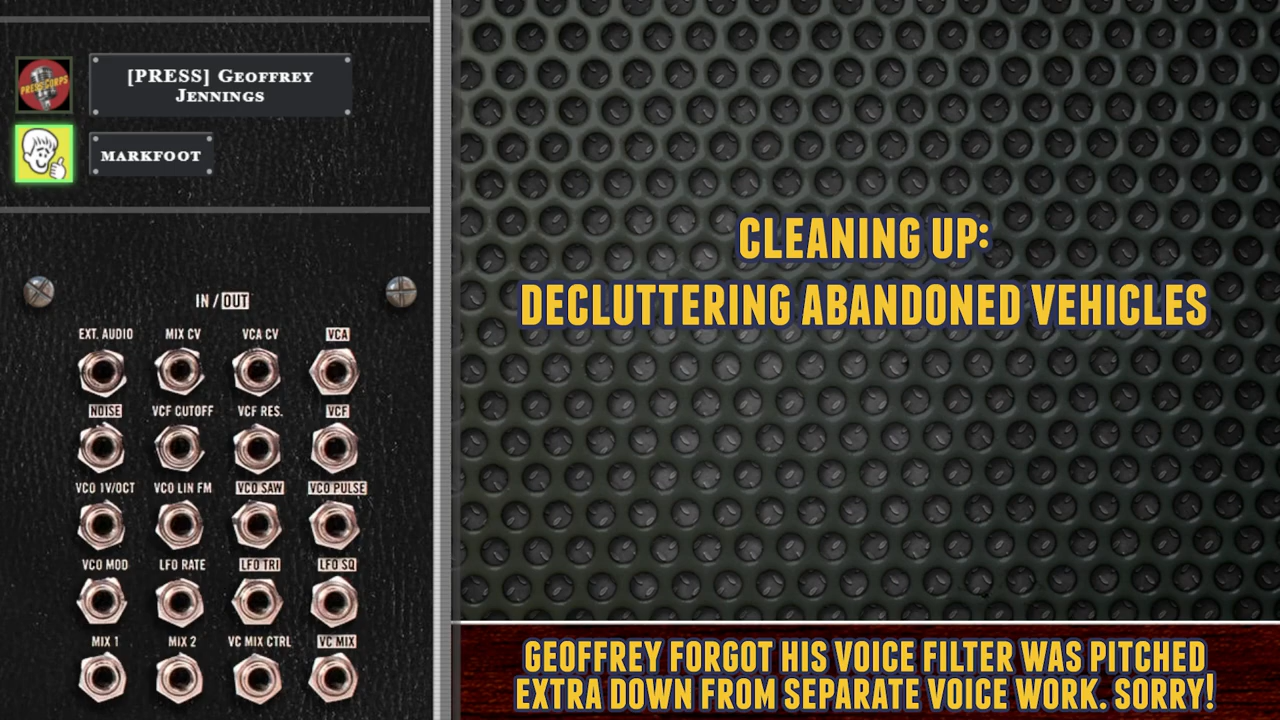 PRESS CORPS
[PRESS] Geoffrey
Jennings
MARKFOOT
IN / OUT
EXT. AUDIO MIX CV VCA CV VCA
NOISE VCF CUTOFF VCF RES. VCF
VCO 1V/OCT VCO LIN FM VCO SAW VCO PULSE
VCO MOD LFO RATE LFO TRI LFO SQ
MIX 1 MIX 2 VC MIX CTRL VC MIX
CLEANING UP:
DECLUTTERING ABANDONED VEHICLES
GEOFFREY FORGOT HIS VOICE FILTER WAS PITCHED
EXTRA DOWN FROM SEPARATE VOICE WORK. SORRY!